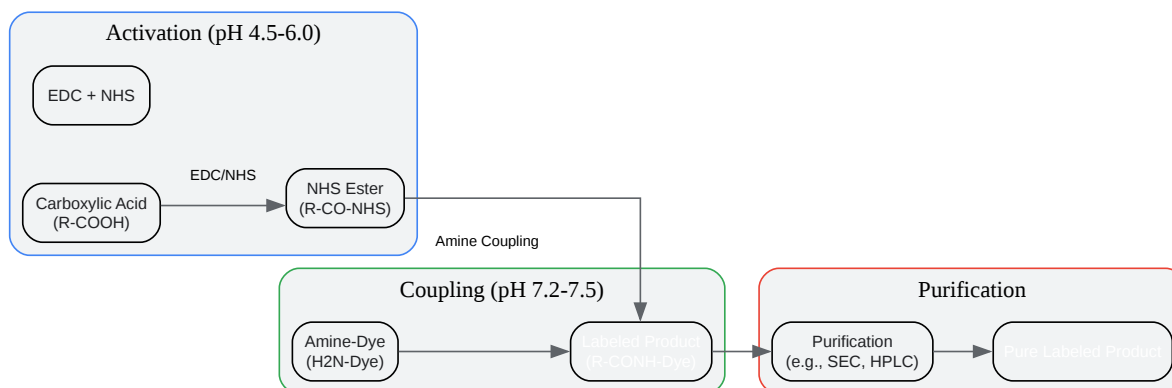 Activation (pH 4.5-6.0)
EDC + NHS
EDC/NHS
Carboxylic Acid
(R-COOH)
NHS Ester
(R-CO-NHS)
Amine Coupling
Coupling (pH 7.2-7.5)
Amine-Dye
(H2N-Dye)
Labeled Product
(R-CONH-Dye)
Purification
Purification
(e.g., SEC, HPLC)
Pure Labeled Product